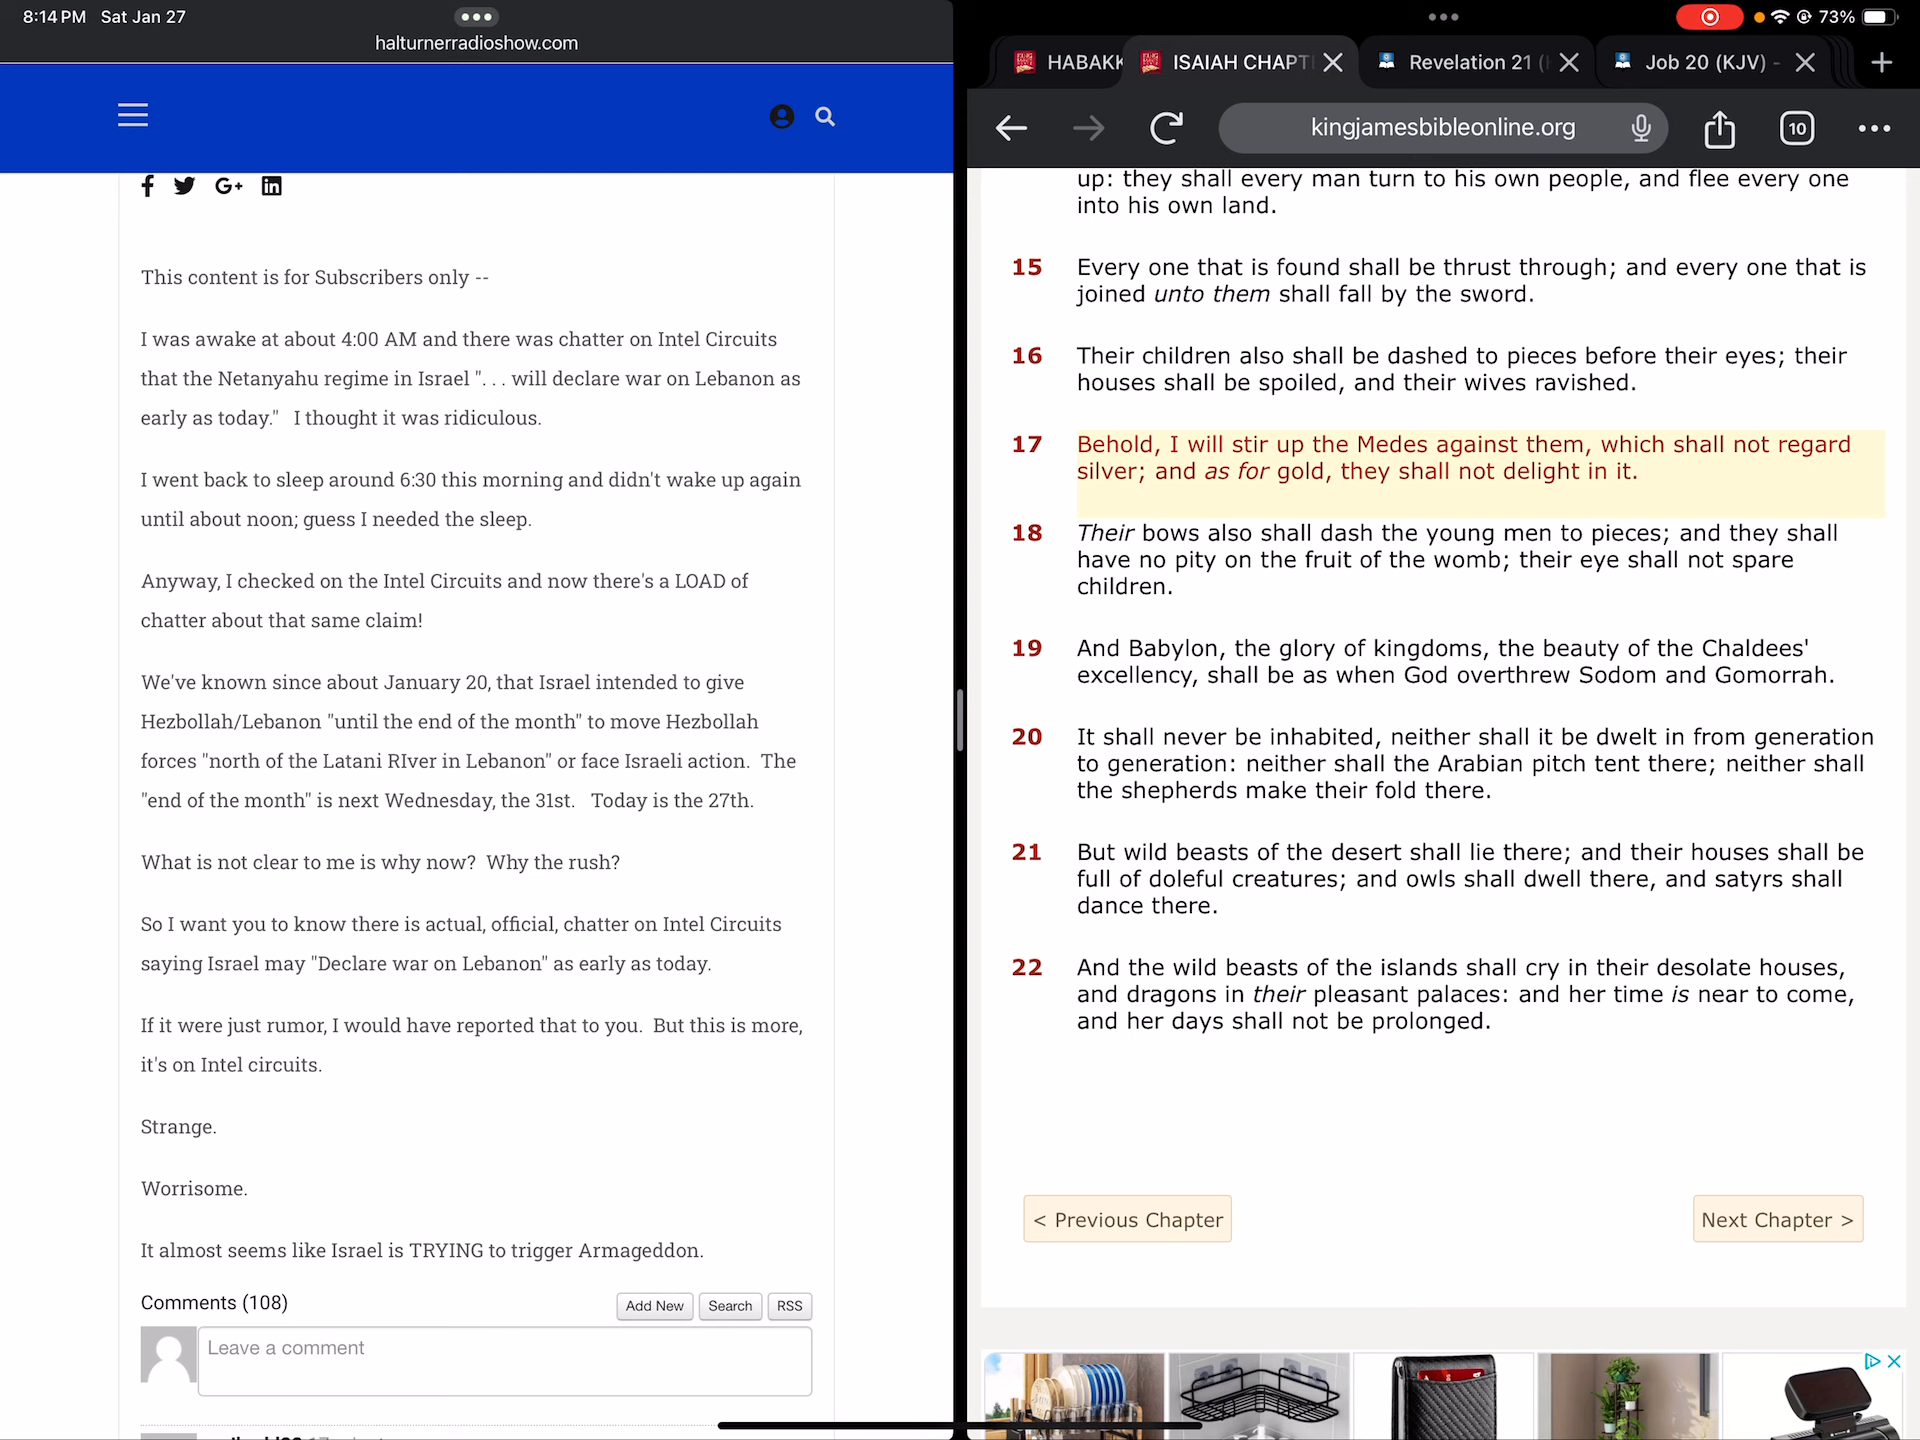 8:14 PM Sat Jan 27
halturnerradioshow.com
This content is for Subscribers only --
I was awake at about 4:00 AM and there was chatter on Intel Circuits
that the Netanyahu regime in Israel ". . . will declare war on Lebanon as
early as today." I thought it was ridiculous.
I went back to sleep around 6:30 this morning and didn't wake up again
until about noon; guess I needed the sleep.
Anyway, I checked on the Intel Circuits and now there's a LOAD of
chatter about that same claim!
We've known since about January 20, that Israel intended to give
Hezbollah/Lebanon "until the end of the month" to move Hezbollah
forces "north of the Latani RIver in Lebanon" or face Israeli action. The
"end of the month" is next Wednesday, the 31st. Today is the 27th.
What is not clear to me is why now? Why the rush?
So I want you to know there is actual, official, chatter on Intel Circuits
saying Israel may "Declare war on Lebanon" as early as today.
If it were just rumor, I would have reported that to you. But this is more,
it's on Intel circuits.
Strange.
Worrisome.
It almost seems like Israel is TRYING to trigger Armageddon.
Comments (108)
Add New Search RSS
Leave a comment
73%
HABAKK ISAIAH CHAPT Revelation 21 ( Job 20 (KJV) -
kingjamesbibleonline.org
10
up: they shall every man turn to his own people, and flee every one
into his own land.
15 Every one that is found shall be thrust through; and every one that is
joined unto them shall fall by the sword.
16 Their children also shall be dashed to pieces before their eyes; their
houses shall be spoiled, and their wives ravished.
17 Behold, I will stir up the Medes against them, which shall not regard
silver; and as for gold, they shall not delight in it.
18 Their bows also shall dash the young men to pieces; and they shall
have no pity on the fruit of the womb; their eye shall not spare
children.
19 And Babylon, the glory of kingdoms, the beauty of the Chaldees'
excellency, shall be as when God overthrew Sodom and Gomorrah.
20 It shall never be inhabited, neither shall it be dwelt in from generation
to generation: neither shall the Arabian pitch tent there; neither shall
the shepherds make their fold there.
21 But wild beasts of the desert shall lie there; and their houses shall be
full of doleful creatures; and owls shall dwell there, and satyrs shall
dance there.
22 And the wild beasts of the islands shall cry in their desolate houses,
and dragons in their pleasant palaces: and her time is near to come,
and her days shall not be prolonged.
< Previous Chapter
Next Chapter >